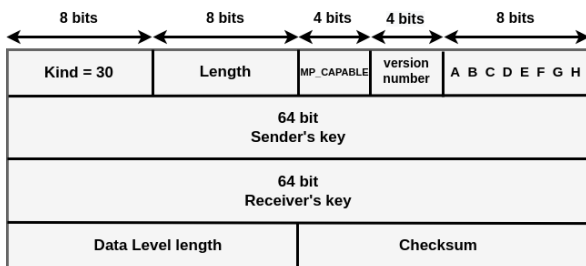 8 bits 8 bits 4 bits 4 bits 8 bits
Kind = 30 Length MP_CAPABLE version number A B C D E F G H
64 bit
Sender's key
64 bit
Receiver's key
Data Level length Checksum